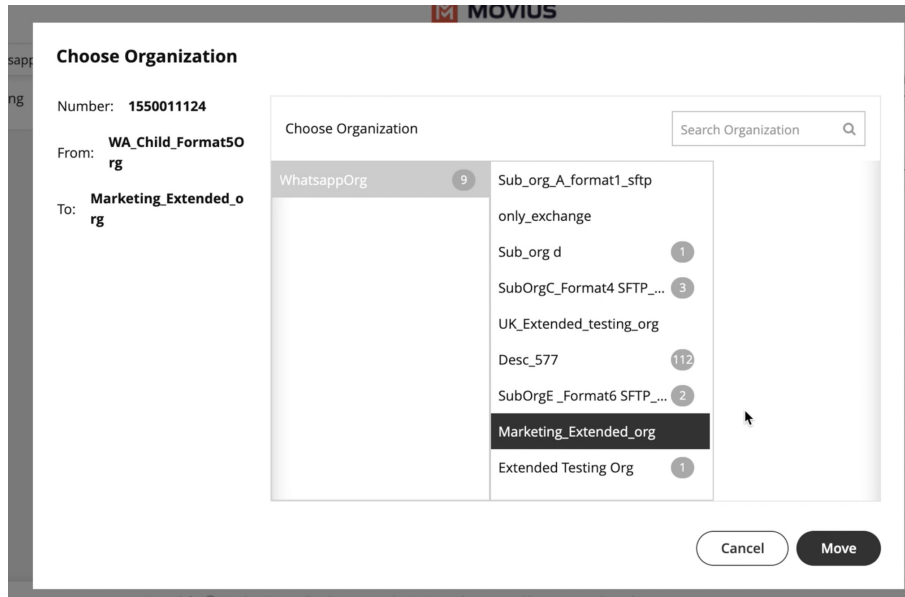 MOVIUS
sapp
ng
Choose Organization
Number: 1550011124
From: WA_Child_Format5O
rg
To: Marketing_Extended_o
rg
Choose Organization
Search Organization
WhatsappOrg 9
Sub_org_A_format1_sftp
only_exchange
Sub_org d 1
SubOrgC_Format4 SFTP_... 3
UK_Extended_testing_org
Desc_577 112
SubOrgE _Format6 SFTP_... 2
Marketing_Extended_org
Extended Testing Org 1
Cancel
Move